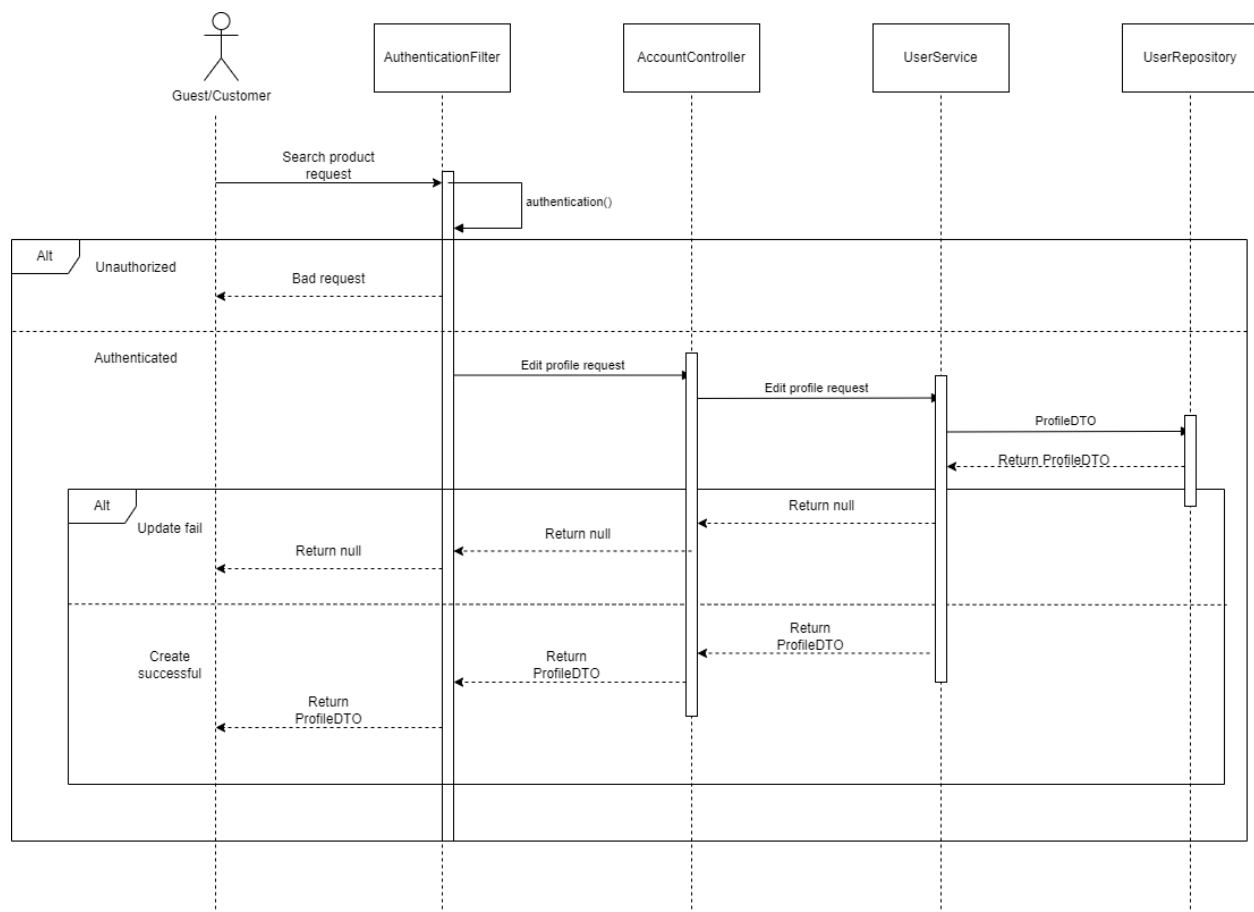 Guest/Customer
AuthenticationFilter
AccountController
UserService
UserRepository
Search product
request
authentication()
Alt
Unauthorized
Bad request
Authenticated
Edit profile request
Edit profile request
ProfileDTO
Return ProfileDTO
Alt
Update fail
Return null
Return null
Return null
Return
ProfileDTO
Create
successful
Return
ProfileDTO
Return
ProfileDTO